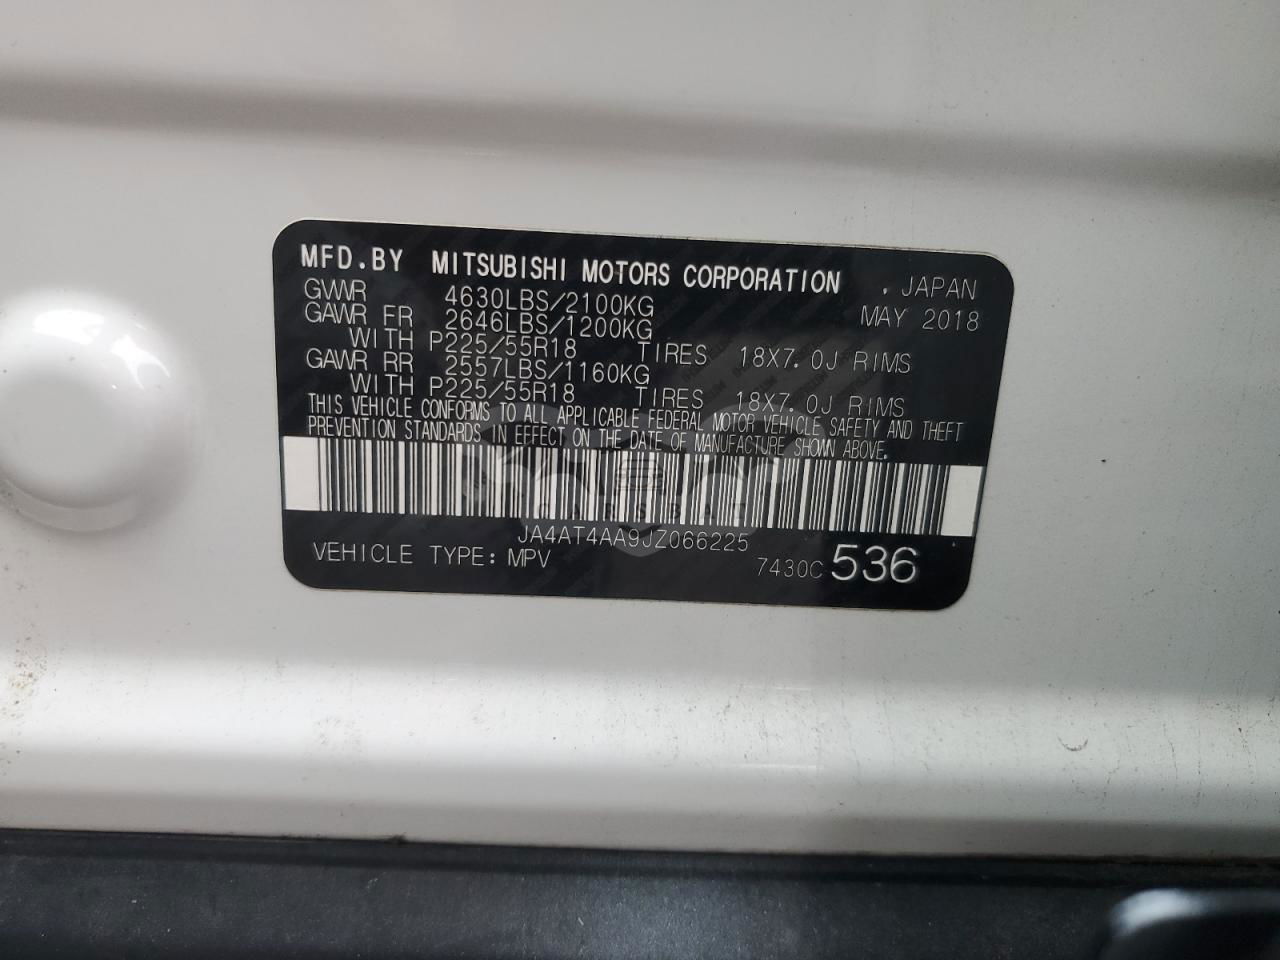 MFD.BY MITSUBISHI MOTORS CORPORATION , JAPAN
GVWR 4630LBS/2100KG MAY 2018
GAWR FR 2646LBS/1200KG
WITH P225/55R18 TIRES 18X7.0J RIMS
GAWR RR 2557LBS/1160KG
WITH P225/55R18 TIRES 18X7.0J RIMS
THIS VEHICLE CONFORMS TO ALL APPLICABLE FEDERAL MOTOR VEHICLE SAFETY AND THEFT
PREVENTION STANDARDS IN EFFECT ON THE DATE OF MANUFACTURE SHOWN ABOVE.
JA4AT4AA9JZ066225
VEHICLE TYPE: MPV 7430C 536